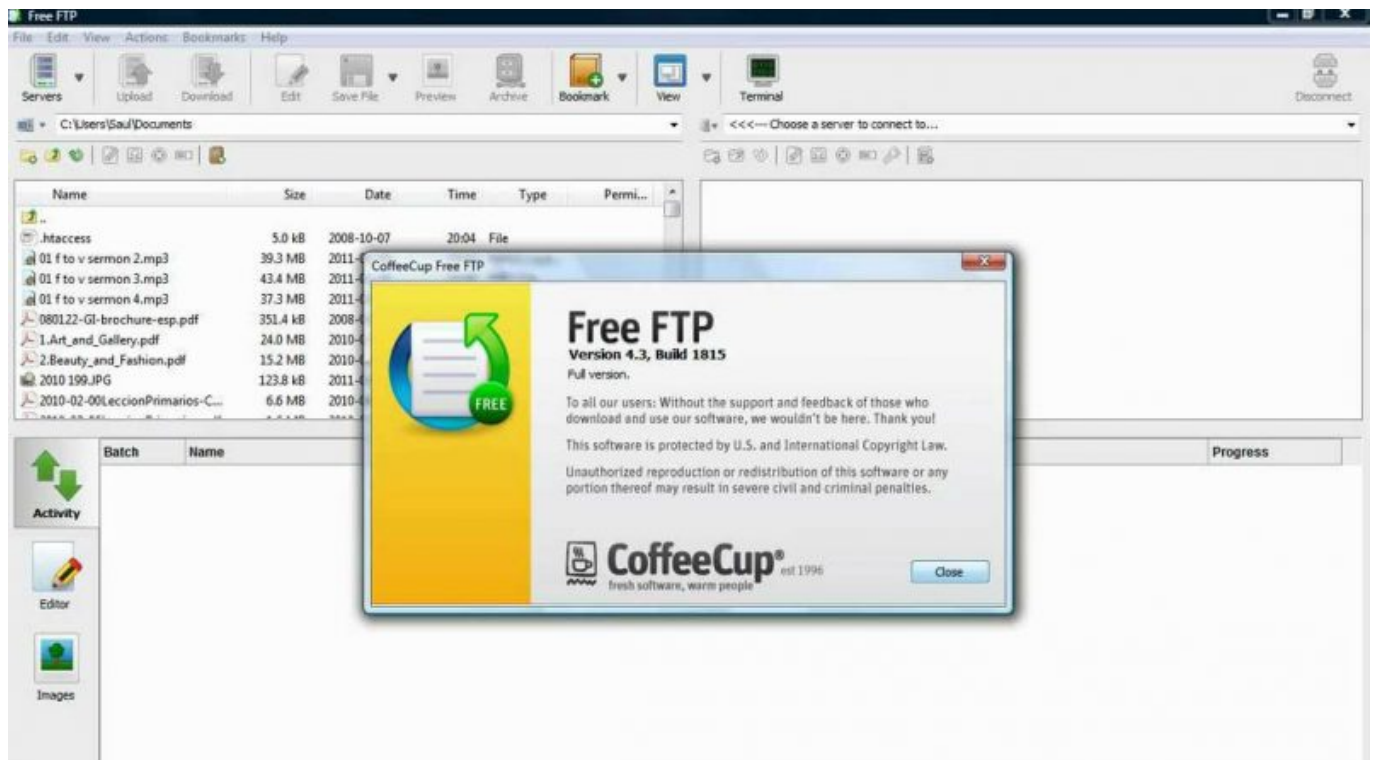 Free FTP
File Edit View Actions Bookmarks Help
Servers Upload Download Edit Save File Preview Archive Bookmark View Terminal Disconnect
C:\Users\Saul\Documents <<<--- Choose a server to connect to...
Name Size Date Time Type Permi...
..
.htaccess 5.0 kB 2008-10-07 20:04 File
01 f to v sermon 2.mp3 39.3 MB 2011-
01 f to v sermon 3.mp3 43.4 MB 2011-
01 f to v sermon 4.mp3 37.3 MB 2011-
080122-GI-brochure-esp.pdf 351.4 kB 2008-
1.Art_and_Gallery.pdf 24.0 MB 2010-
2.Beauty_and_Fashion.pdf 15.2 MB 2010-
2010 199.JPG 123.8 kB 2011-
2010-02-00LeccionPrimarios-C... 6.6 MB 2010-
CoffeeCup Free FTP
Free FTP
Version 4.3, Build 1815
Full version.
FREE
To all our users: Without the support and feedback of those who
download and use our software, we wouldn't be here. Thank you!
This software is protected by U.S. and International Copyright Law.
Unauthorized reproduction or redistribution of this software or any
portion thereof may result in severe civil and criminal penalties.
CoffeeCup® est 1996
fresh software, warm people
Close
Batch Name Progress
Activity
Editor
Images